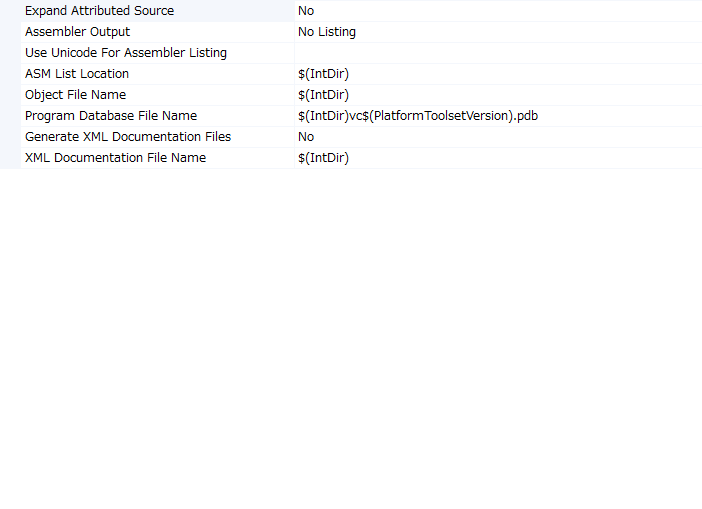 Expand Attributed Source No
Assembler Output No Listing
Use Unicode For Assembler Listing
ASM List Location $(IntDir)
Object File Name $(IntDir)
Program Database File Name $(IntDir)vc$(PlatformToolsetVersion).pdb
Generate XML Documentation Files No
XML Documentation File Name $(IntDir)